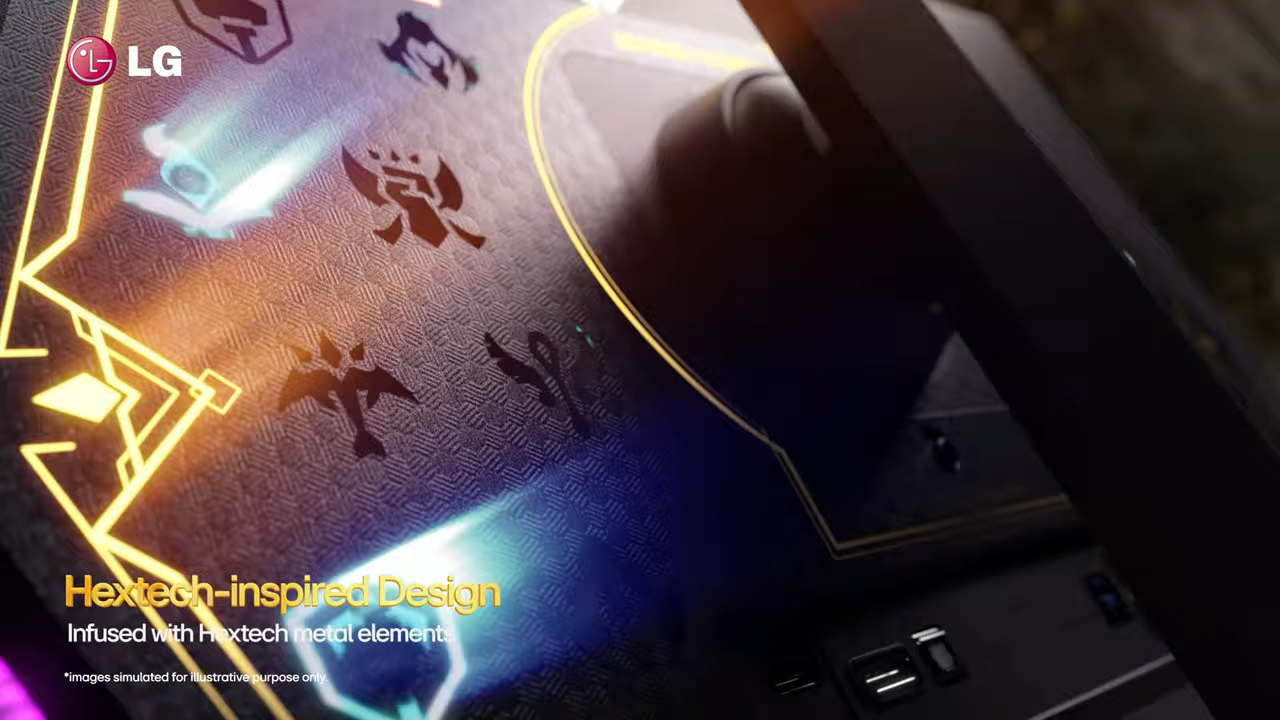 LG
Hextech-inspired Design
Infused with Hextech metal elements
*images simulated for illustrative purpose only.